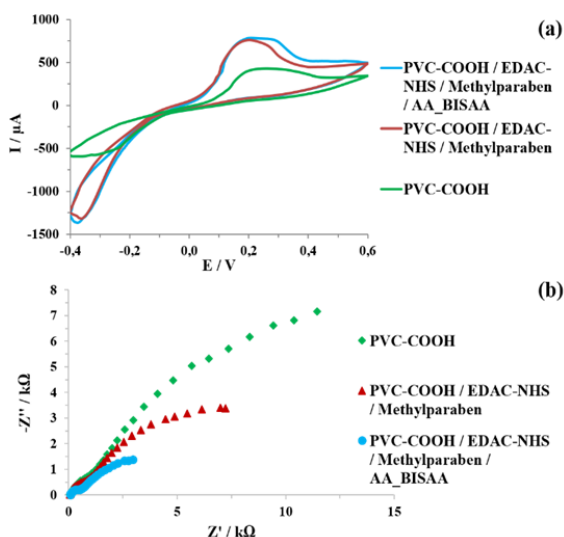 (a)
1000
500
0
-500
-1000
-1500
I / µA
-0,4
-0,2
0,0
0,2
0,4
0,6
E / V
PVC-COOH / EDAC-
NHS / Methylparaben
/ AA_BISAA
PVC-COOH / EDAC-
NHS / Methylparaben
PVC-COOH
(b)
8
7
6
5
4
3
2
1
0
-Z'' / kΩ
0
5
10
15
Z' / kΩ
PVC-COOH
PVC-COOH / EDAC-NHS
/ Methylparaben
PVC-COOH / EDAC-NHS
/ Methylparaben /
AA_BISAA